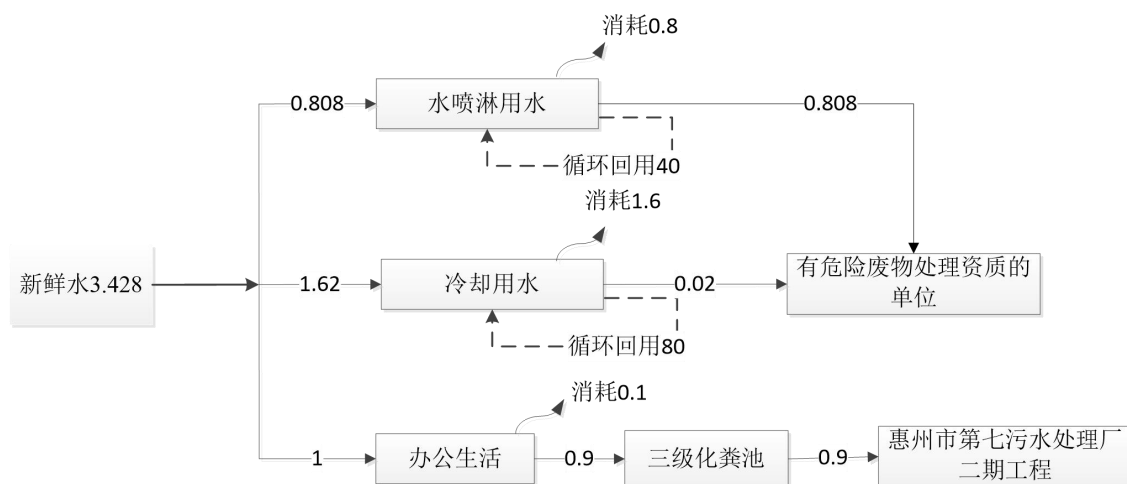 消耗0.8
0.808
水喷淋用水
0.808
循环回用40
消耗1.6
新鲜水3.428
1.62
冷却用水
0.02
有危险废物处理资质的
单位
循环回用80
消耗0.1
1
办公生活
0.9
三级化粪池
0.9
惠州市第七污水处理厂
二期工程